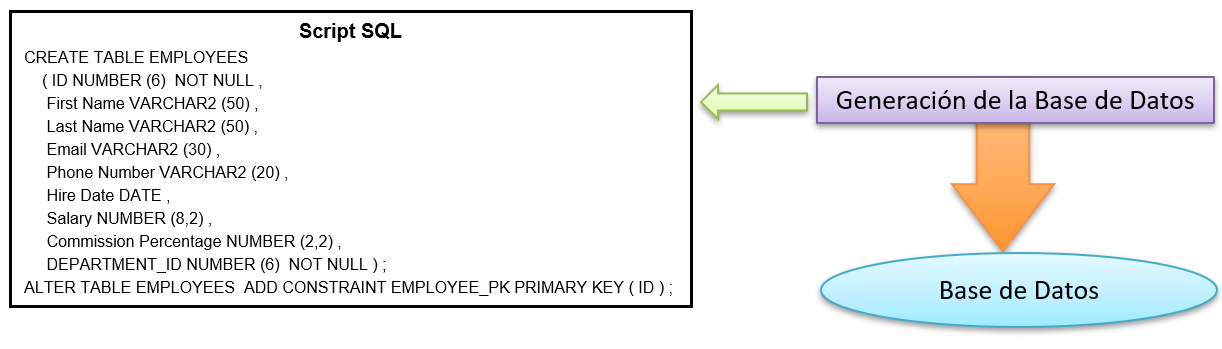 Script SQL
CREATE TABLE EMPLOYEES
( ID NUMBER (6) NOT NULL ,
First Name VARCHAR2 (50) ,
Last Name VARCHAR2 (50) ,
Email VARCHAR2 (30) ,
Phone Number VARCHAR2 (20) ,
Hire Date DATE ,
Salary NUMBER (8,2) ,
Commission Percentage NUMBER (2,2) ,
DEPARTMENT_ID NUMBER (6) NOT NULL ) ;
ALTER TABLE EMPLOYEES ADD CONSTRAINT EMPLOYEE_PK PRIMARY KEY ( ID ) ;
Generación de la Base de Datos
Base de Datos